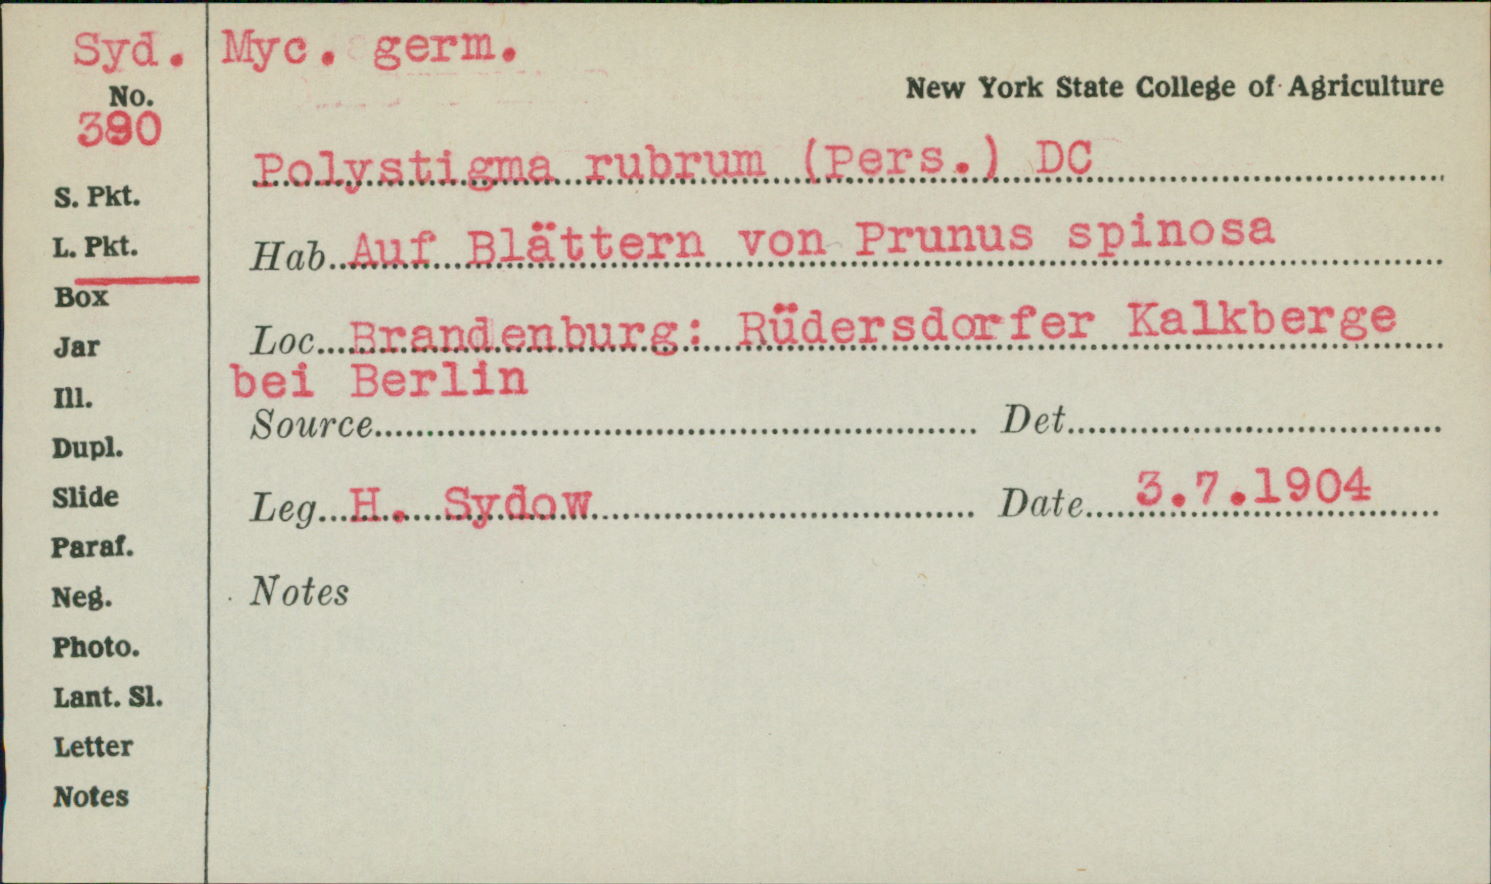 Syd. Myc. germ.
No.
390
New York State College of Agriculture
Polystigma rubrum (Pers.) DC
S. Pkt.
L. Pkt.
Hab. Auf Blättern von Prunus spinosa
Box
Jar
Loc. Brandenburg: Rüdersdorfer Kalkberge
bei Berlin
Ill.
Source Det.
Dupl.
Slide
Leg. H. Sydow Date 3.7.1904
Paraf.
Neg.
Notes
Photo.
Lant. Sl.
Letter
Notes